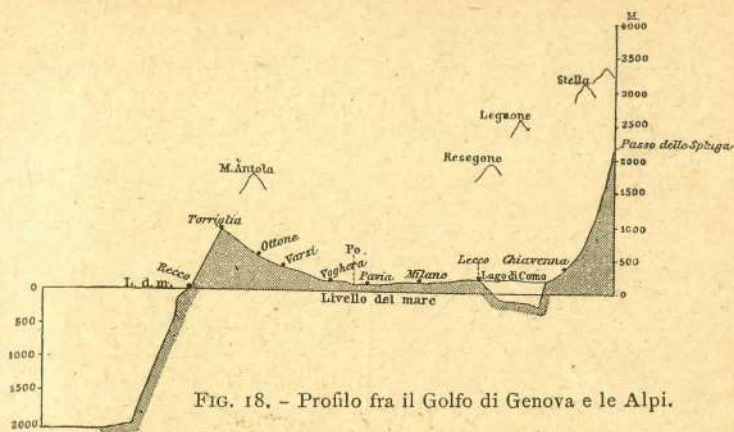 M.
4000
3500
Stella
3000
Legnone
2500
Passo dello Spluga
Resegone
2000
M. Antola
1500
Torriglia
1000
Ottone
Varzi
Po
Lecco
Chiavenna
500
Recco
Voghera
Pavia
Milano
Lago di Como
0
L. d. m.
0
Livello del mare
500
1000
1500
2000
FIG. 18. – Profilo fra il Golfo di Genova e le Alpi.